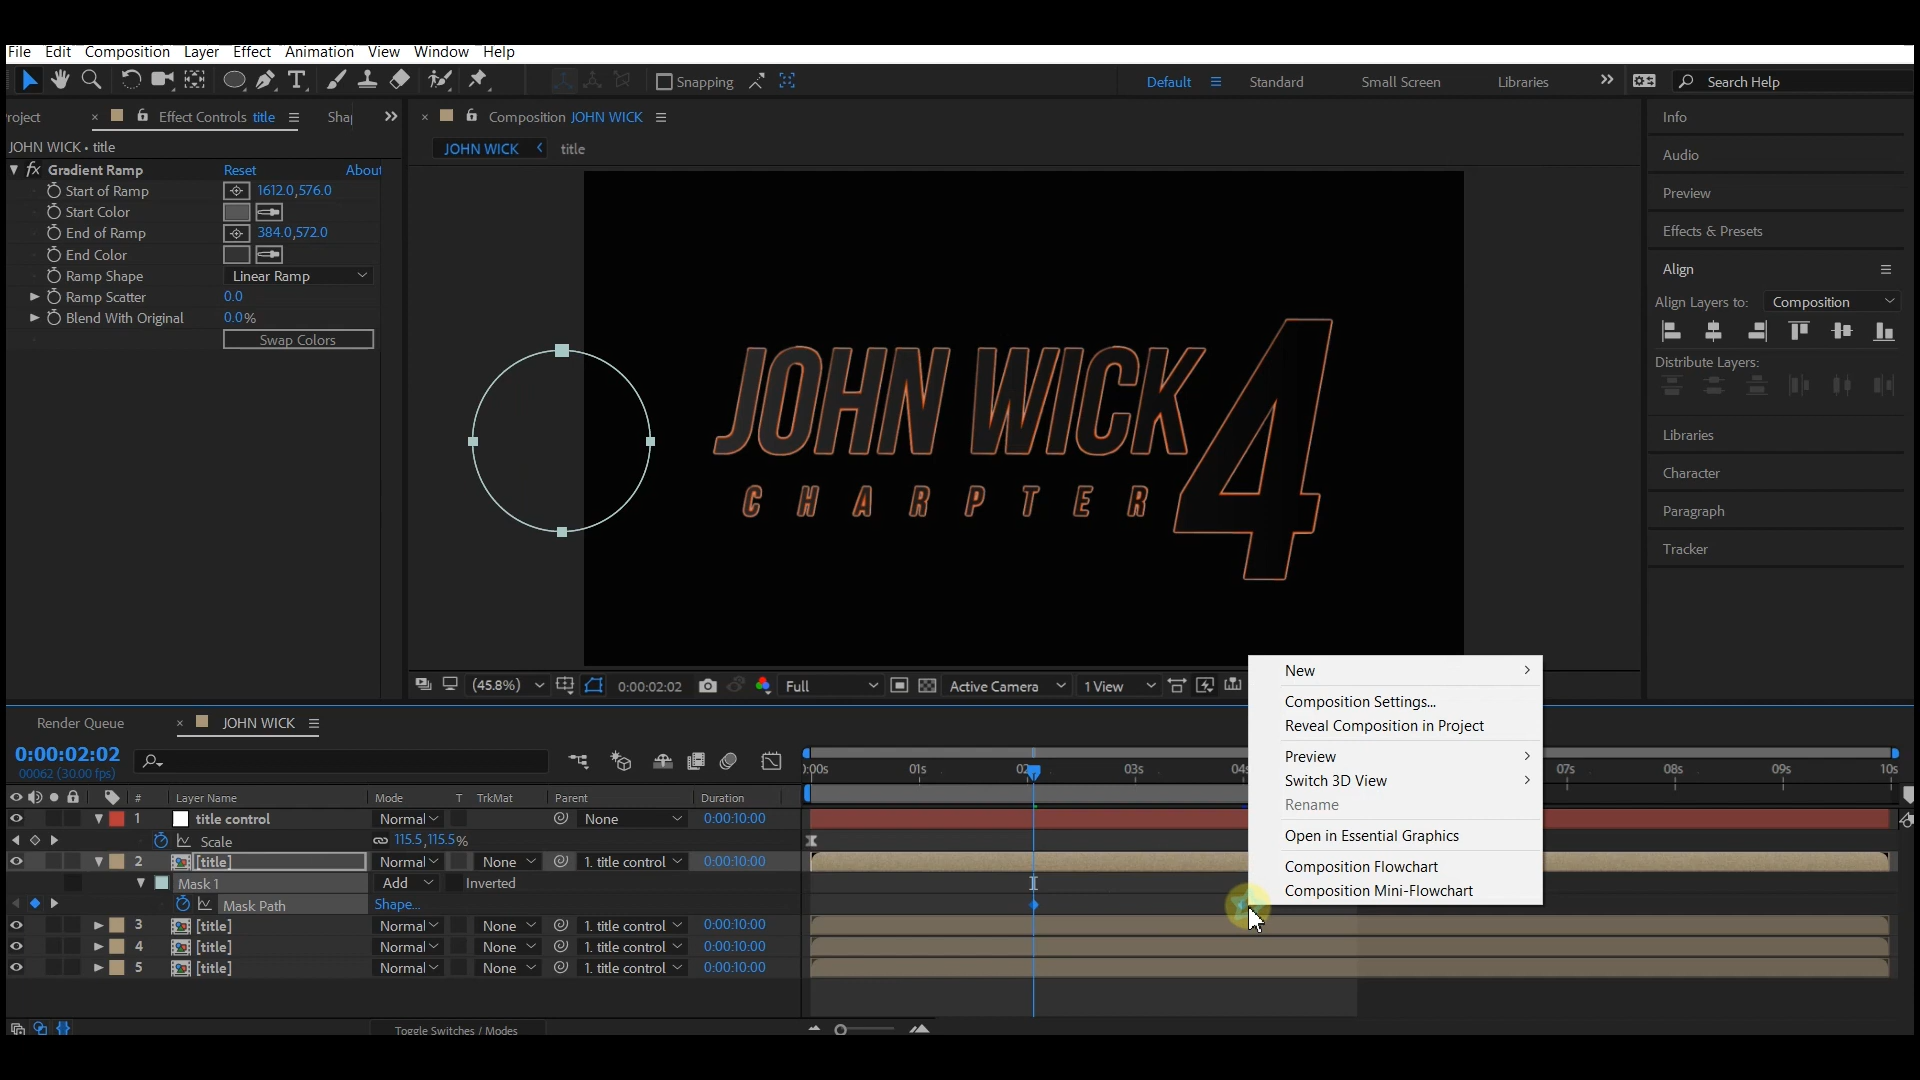 File Edit Composition Layer Effect Animation View Window Help
Snapping Default Standard Small Screen Libraries Search Help
roject Effect Controls title Sha
Composition JOHN WICK
JOHN WICK • title
JOHN WICK title
fx Gradient Ramp Reset About
Start of Ramp 1612.0,576.0
Start Color
End of Ramp 384.0,572.0
End Color
Ramp Shape Linear Ramp
Ramp Scatter 0.0
Blend With Original 0.0%
Swap Colors
JOHN WICK 4
CHARPTER
Info
Audio
Preview
Effects & Presets
Align
Align Layers to: Composition
Distribute Layers:
Libraries
Character
Paragraph
Tracker
(45.8%) 0:00:02:02 Full Active Camera 1 View
New
Composition Settings...
Reveal Composition in Project
Preview
Switch 3D View
Rename
Open in Essential Graphics
Composition Flowchart
Composition Mini-Flowchart
Render Queue JOHN WICK
0:00:02:02
00062 (30.00 fps)
):00s 01s 02 03s 04s 07s 08s 09s 10s
# Layer Name Mode T TrkMat Parent Duration
1 title control Normal None 0:00:10:00
Scale 115.5,115.5%
2 [title] Normal None 1. title control 0:00:10:00
Mask 1 Add Inverted
Mask Path Shape...
3 [title] Normal None 1. title control 0:00:10:00
4 [title] Normal None 1. title control 0:00:10:00
5 [title] Normal None 1. title control 0:00:10:00
Toggle Switches / Modes